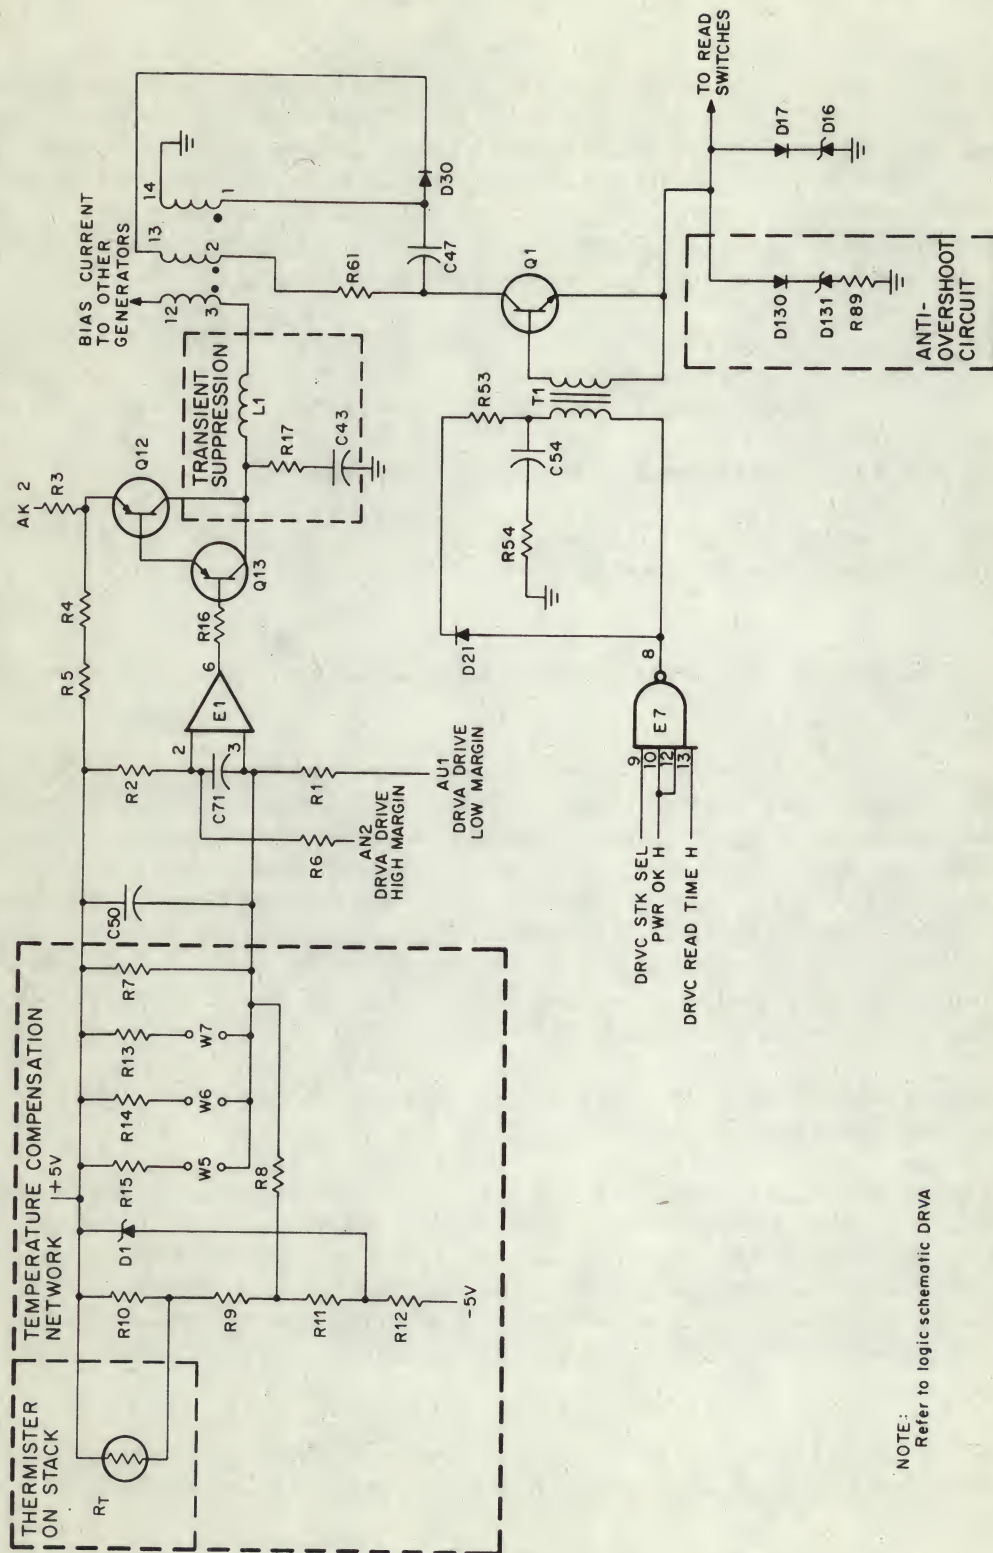 THERMISTER
ON STACK
RT
TEMPERATURE COMPENSATION
NETWORK
+5V
R10
R9
R11
R12
-5V
D1
R15
R14
R13
R7
W5
W6
W7
R8
C50
R5
R4
R2
C71
R1
R6
AN2
DRVA DRIVE
HIGH MARGIN
AU1
DRVA DRIVE
LOW MARGIN
2
3
E1
6
R16
Q13
Q12
AK 2
R3
TRANSIENT
SUPPRESSION
R17
C43
L1
BIAS CURRENT
TO OTHER
GENERATORS
12
3
13
2
14
1
R61
C47
D30
Q1
DRVC STK SEL
PWR OK H
DRVC READ TIME H
9
10
12
13
E7
8
D21
R54
C54
R53
T1
TO READ
SWITCHES
D17
D16
D130
D131
R89
ANTI-
OVERSHOOT
CIRCUIT
NOTE:
Refer to logic schematic DRVA